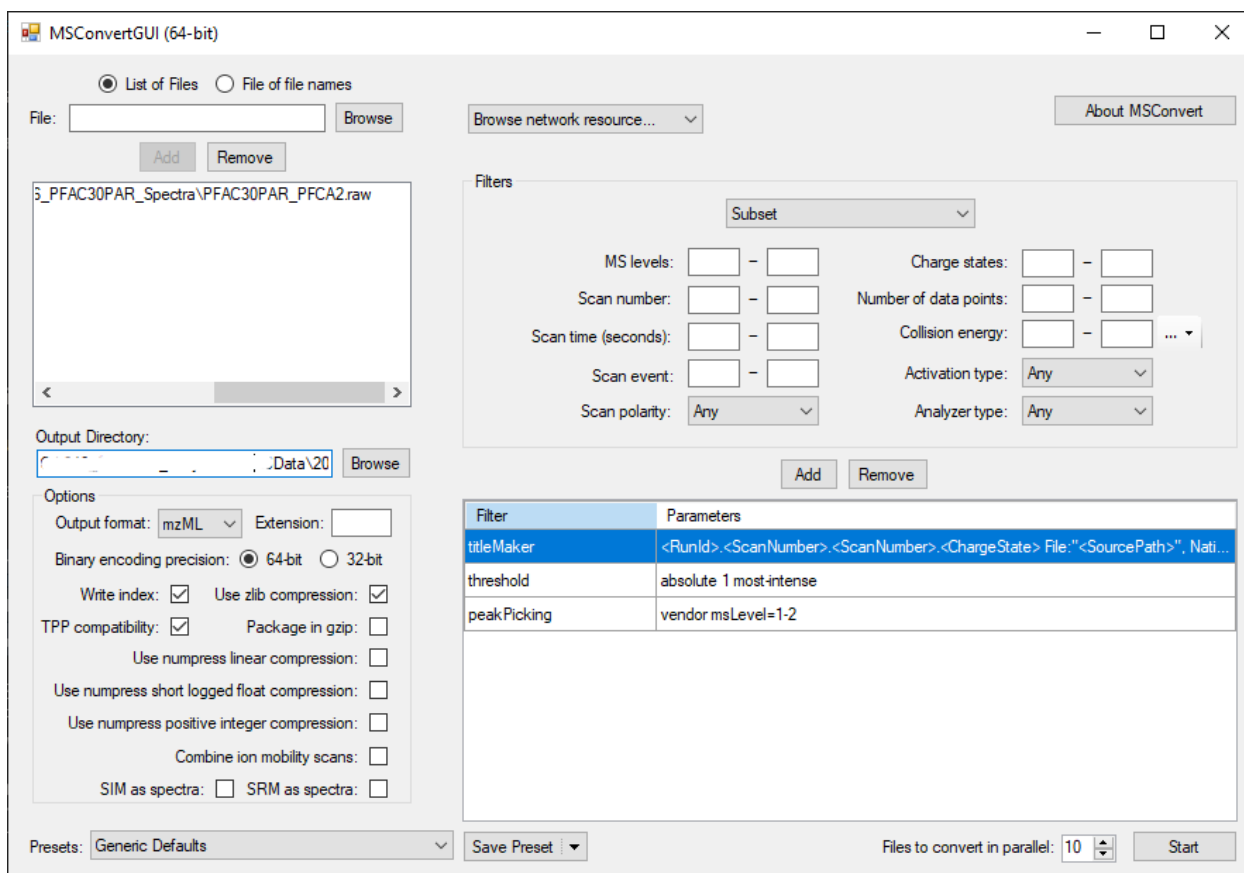 MSConvertGUI (64-bit)
List of Files File of file names
File: Browse
Browse network resource...
About MSConvert
Add Remove
_PFAC30PAR_Spectra\PFAC30PAR_PFCA2.raw
Filters
Subset
MS levels: –
Charge states: –
Scan number: –
Number of data points: –
Scan time (seconds): –
Collision energy: – ...
Scan event: –
Activation type: Any
Scan polarity: Any
Analyzer type: Any
Output Directory:
Data\20 Browse
Add Remove
Options
Output format: mzML Extension:
Binary encoding precision: 64-bit 32-bit
Write index: Use zlib compression:
TPP compatibility: Package in gzip:
Use numpress linear compression:
Use numpress short logged float compression:
Use numpress positive integer compression:
Combine ion mobility scans:
SIM as spectra: SRM as spectra:
Filter Parameters
titleMaker <RunId>.<ScanNumber>.<ScanNumber>.<ChargeState> File:"<SourcePath>", Nati...
threshold absolute 1 most-intense
peakPicking vendor msLevel=1-2
Presets: Generic Defaults Save Preset
Files to convert in parallel: 10 Start